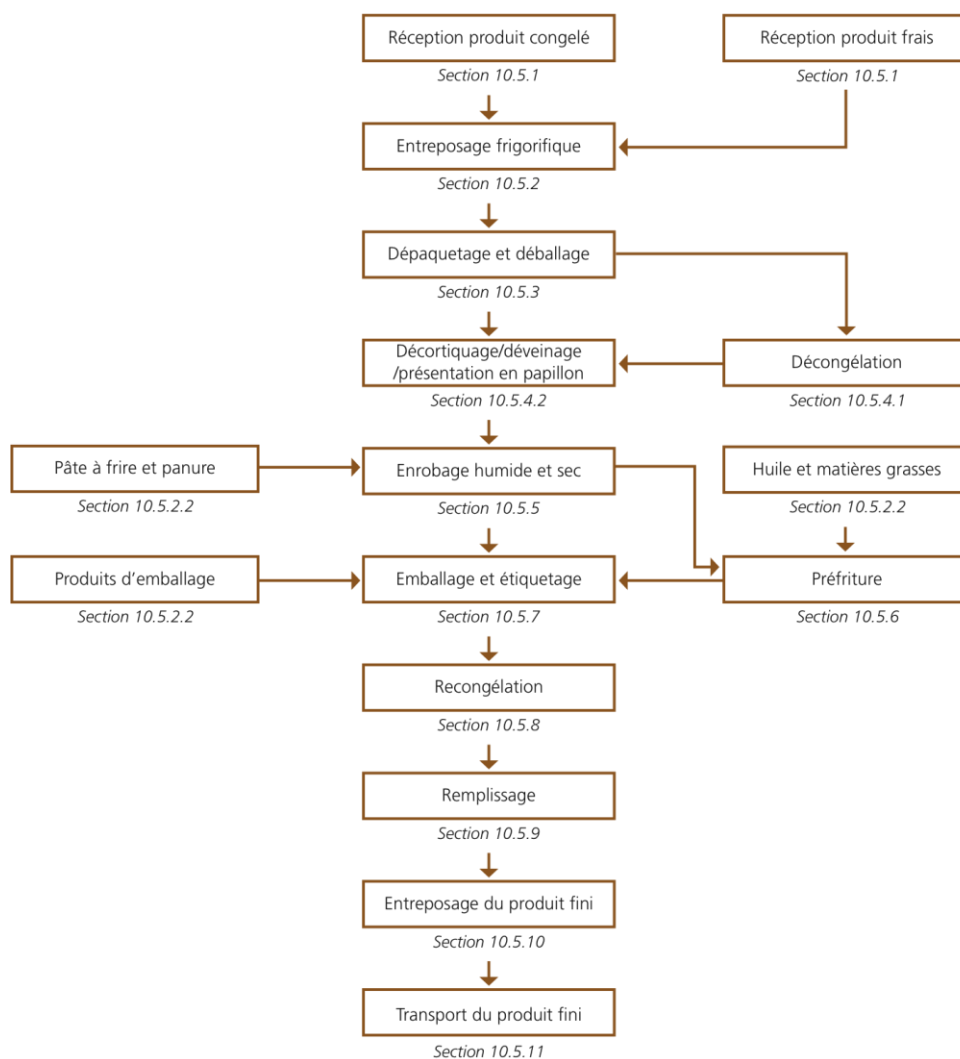 Réception produit congelé
Section 10.5.1
Réception produit frais
Section 10.5.1
Entreposage frigorifique
Section 10.5.2
Dépaquetage et déballage
Section 10.5.3
Décortiquage/déveinage
/présentation en papillon
Section 10.5.4.2
Décongélation
Section 10.5.4.1
Pâte à frire et panure
Section 10.5.2.2
Enrobage humide et sec
Section 10.5.5
Huile et matières grasses
Section 10.5.2.2
Produits d’emballage
Section 10.5.2.2
Emballage et étiquetage
Section 10.5.7
Préfriture
Section 10.5.6
Recongélation
Section 10.5.8
Remplissage
Section 10.5.9
Entreposage du produit fini
Section 10.5.10
Transport du produit fini
Section 10.5.11